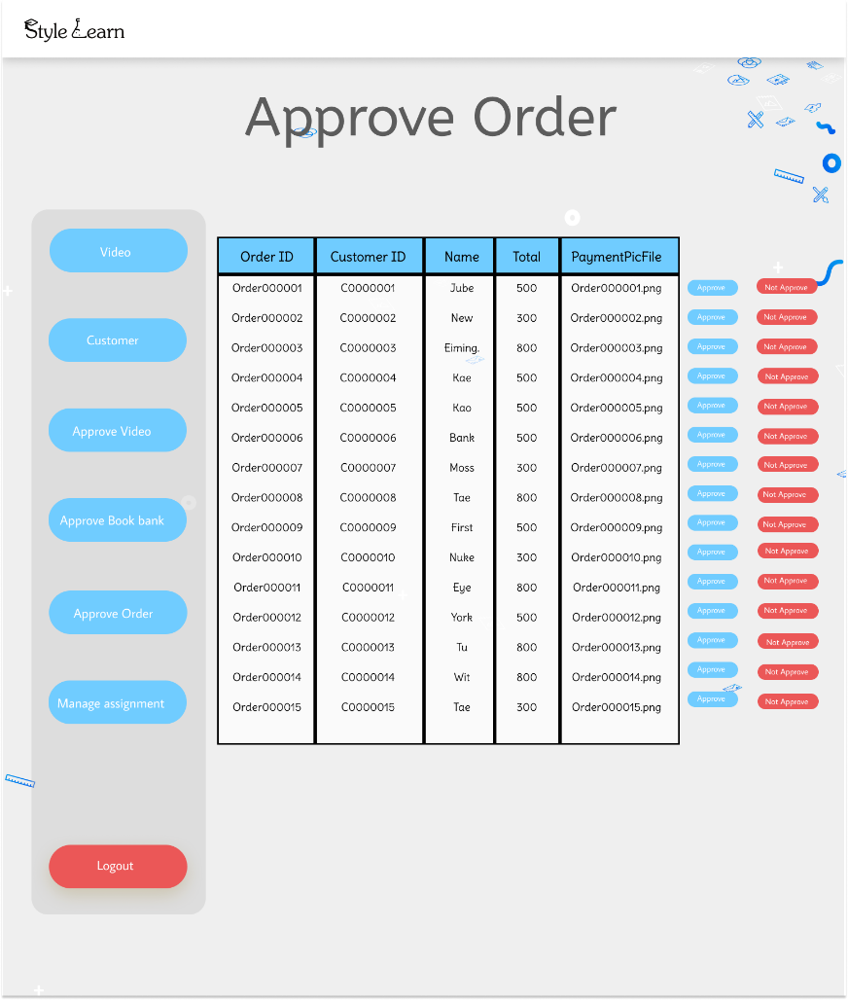 Style Learn
Approve Order
Video
Customer
Approve Video
Approve Book bank
Approve Order
Manage assignment
Logout
Order ID Customer ID Name Total PaymentPicFile
Order000001 C0000001 Jube 500 Order000001.png Approve Not Approve
Order000002 C0000002 New 300 Order000002.png Approve Not Approve
Order000003 C0000003 Eiming. 800 Order000003.png Approve Not Approve
Order000004 C0000004 Kae 500 Order000004.png Approve Not Approve
Order000005 C0000005 Kao 500 Order000005.png Approve Not Approve
Order000006 C0000006 Bank 500 Order000006.png Approve Not Approve
Order000007 C0000007 Moss 300 Order000007.png Approve Not Approve
Order000008 C0000008 Tae 800 Order000008.png Approve Not Approve
Order000009 C0000009 First 500 Order000009.png Approve Not Approve
Order000010 C0000010 Nuke 300 Order000010.png Approve Not Approve
Order000011 C0000011 Eye 800 Order000011.png Approve Not Approve
Order000012 C0000012 York 500 Order000012.png Approve Not Approve
Order000013 C0000013 Tu 800 Order000013.png Approve Not Approve
Order000014 C0000014 Wit 800 Order000014.png Approve Not Approve
Order000015 C0000015 Tae 300 Order000015.png Approve Not Approve